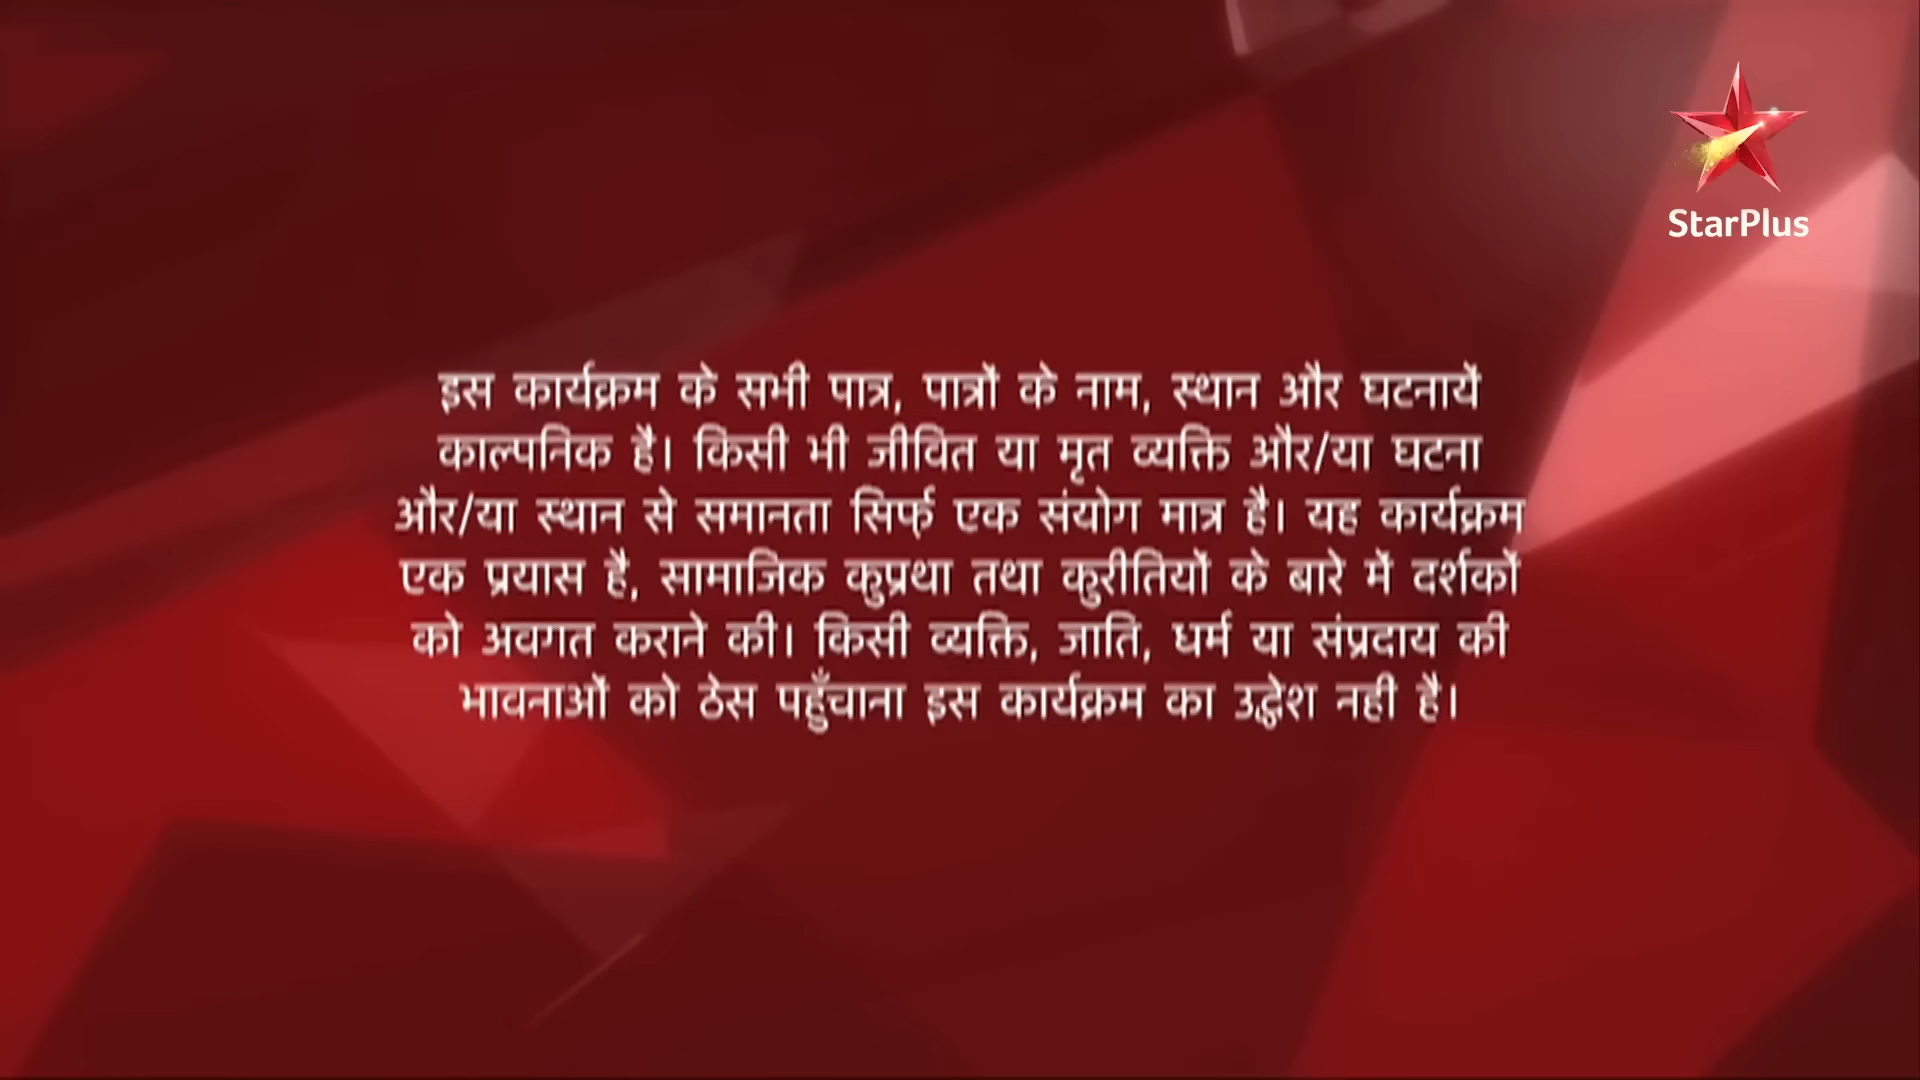 StarPlus
इस कार्यक्रम के सभी पात्र, पात्रों के नाम, स्थान और घटनायें
काल्पनिक है। किसी भी जीवित या मृत व्यक्ति और/या घटना
और/या स्थान से समानता सिर्फ़ एक संयोग मात्र है। यह कार्यक्रम
एक प्रयास है, सामाजिक कुप्रथा तथा कुरीतियों के बारे में दर्शकों
को अवगत कराने की। किसी व्यक्ति, जाति, धर्म या संप्रदाय की
भावनाओं को ठेस पहुँचाना इस कार्यक्रम का उद्धेश नही है।